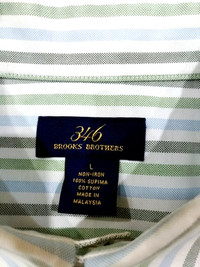 346
BROOKS BROTHERS
L
NON-IRON
100% SUPIMA
COTTON
MADE IN
MALAYSIA